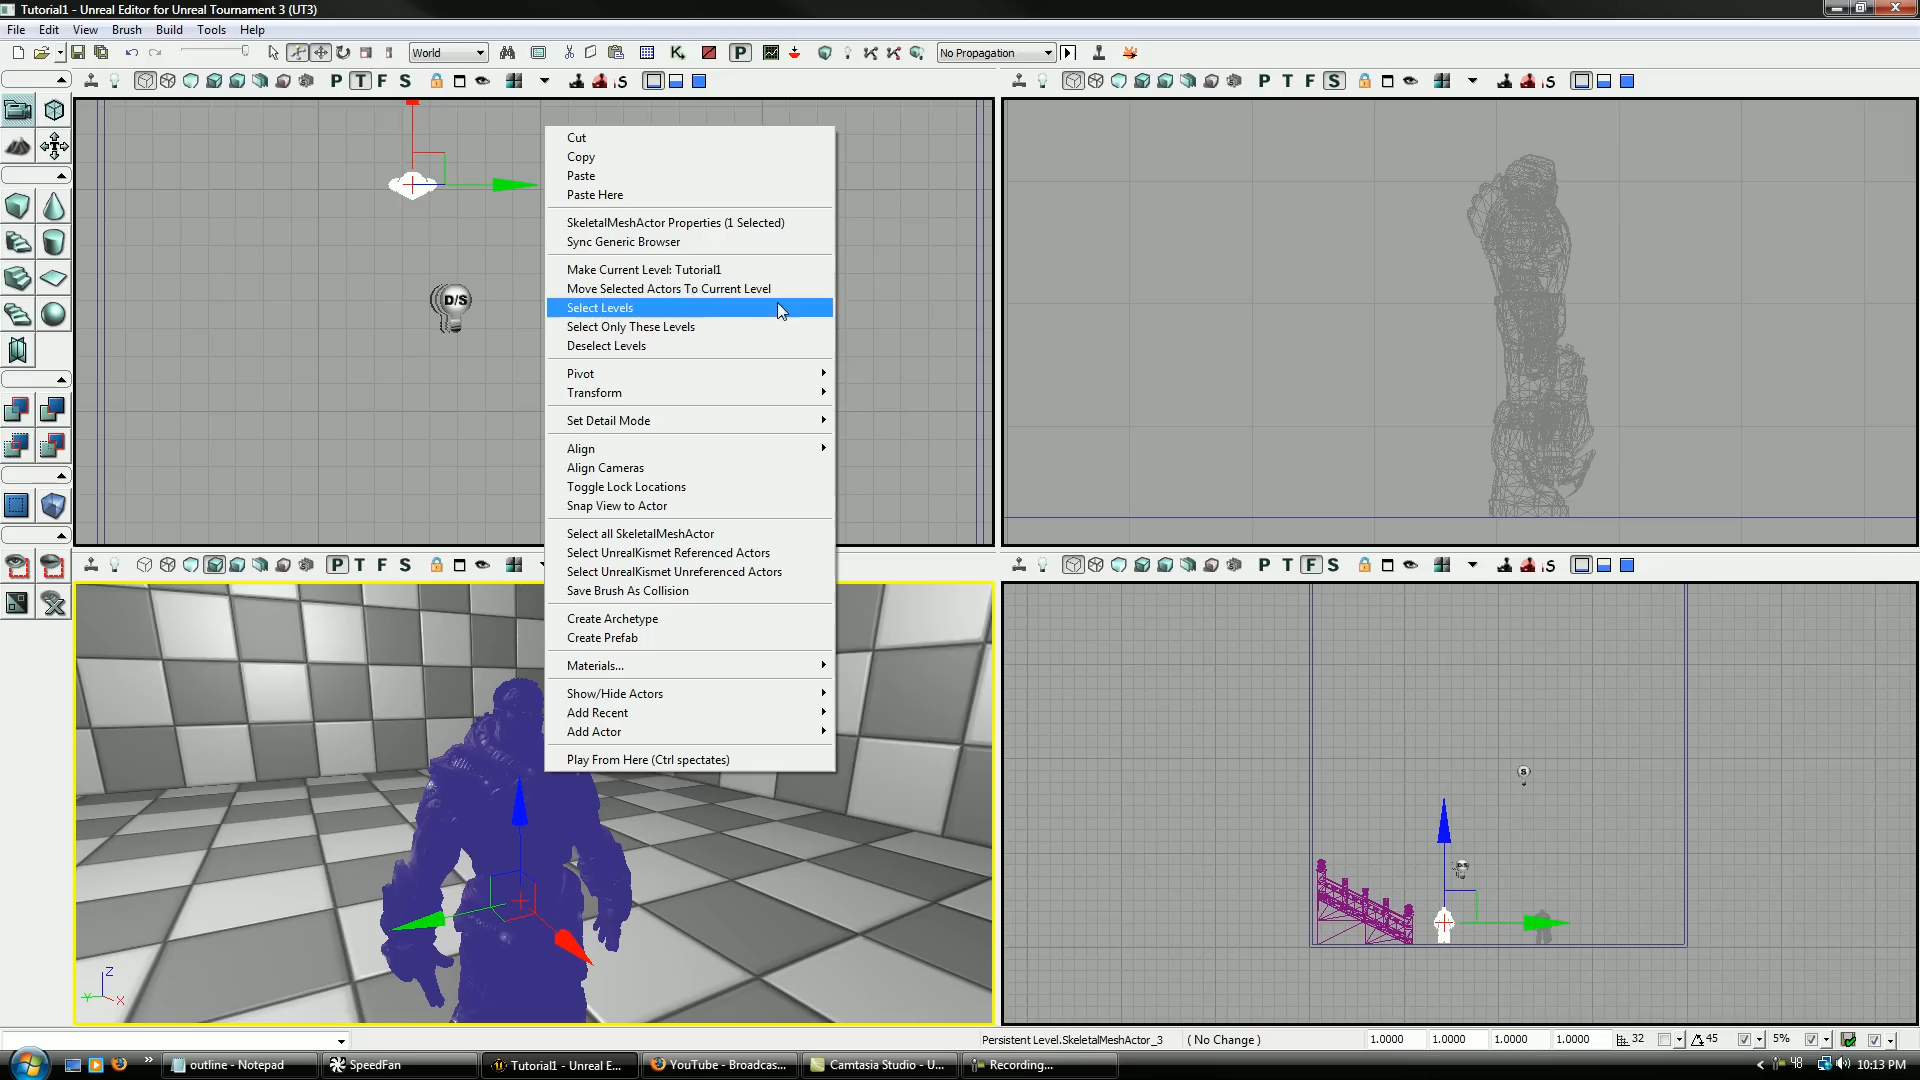 Tutorial1 - Unreal Editor for Unreal Tournament 3 (UT3)
File Edit View Brush Build Tools Help
World
No Propagation
P T F S
P T F S
D/S
Cut
Copy
Paste
Paste Here
SkeletalMeshActor Properties (1 Selected)
Sync Generic Browser
Make Current Level: Tutorial1
Move Selected Actors To Current Level
Select Levels
Select Only These Levels
Deselect Levels
Pivot
Transform
Set Detail Mode
Align
Align Cameras
Toggle Lock Locations
Snap View to Actor
Select all SkeletalMeshActor
Select UnrealKismet Referenced Actors
Select UnrealKismet Unreferenced Actors
Save Brush As Collision
Create Archetype
Create Prefab
Materials...
Show/Hide Actors
Add Recent
Add Actor
Play From Here (Ctrl spectates)
P T F S
P T F S
S
D/S
Z
Y
X
Persistent Level.SkeletalMeshActor_3 ( No Change ) 1.0000 1.0000 1.0000 1.0000 32 45 5%
outline - Notepad
SpeedFan
Tutorial1 - Unreal E...
YouTube - Broadcas...
Camtasia Studio - U...
Recording...
48
10:13 PM